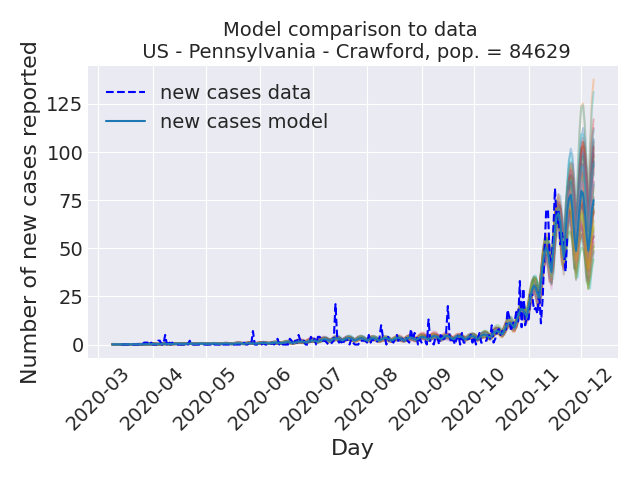 Model comparison to data
US - Pennsylvania - Crawford, pop. = 84629
Number of new cases reported
125
100
75
50
25
0
new cases data
new cases model
2020-03
2020-04
2020-05
2020-06
2020-07
2020-08
2020-09
2020-10
2020-11
2020-12
Day